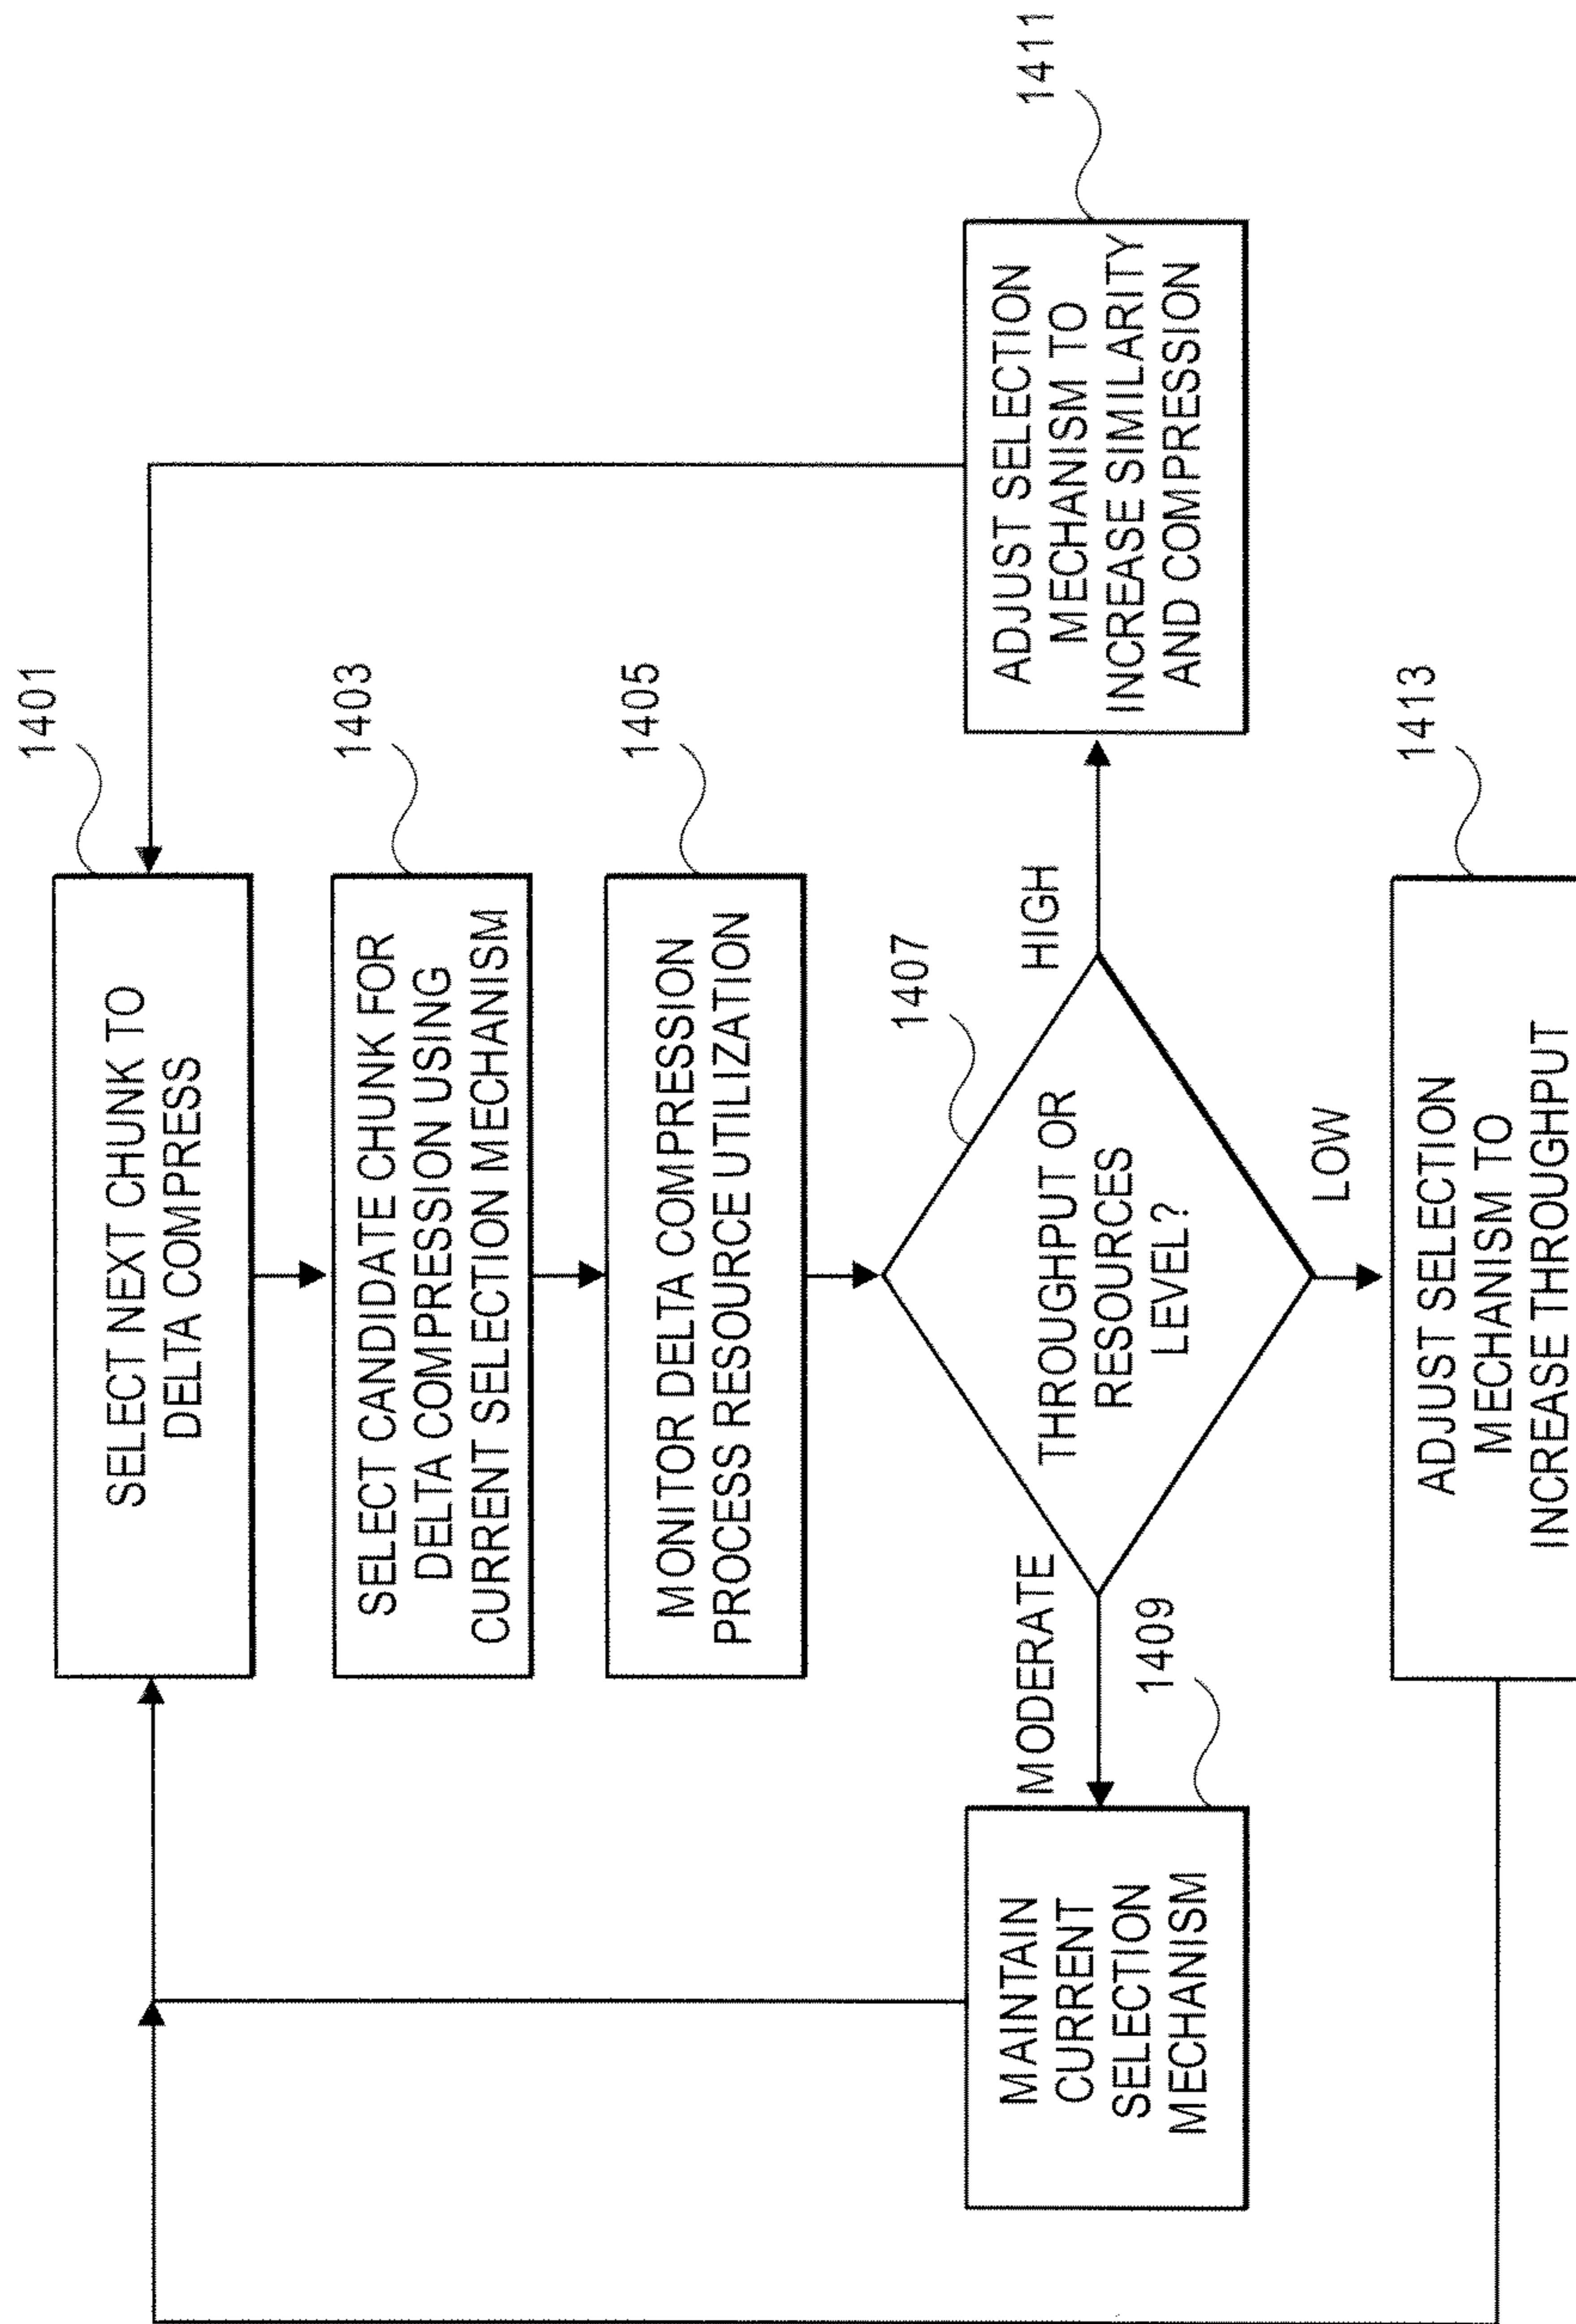 1401
SELECT NEXT CHUNK TO
DELTA COMPRESS
1403
SELECT CANDIDATE CHUNK FOR
DELTA COMPRESSION USING
CURRENT SELECTION MECHANISM
1405
MONITOR DELTA COMPRESSION
PROCESS RESOURCE UTILIZATION
1407
THROUGHPUT OR
RESOURCES
LEVEL?
MODERATE
HIGH
LOW
1409
MAINTAIN
CURRENT
SELECTION
MECHANISM
1411
ADJUST SELECTION
MECHANISM TO
INCREASE SIMILARITY
AND COMPRESSION
1413
ADJUST SELECTION
MECHANISM TO
INCREASE THROUGHPUT